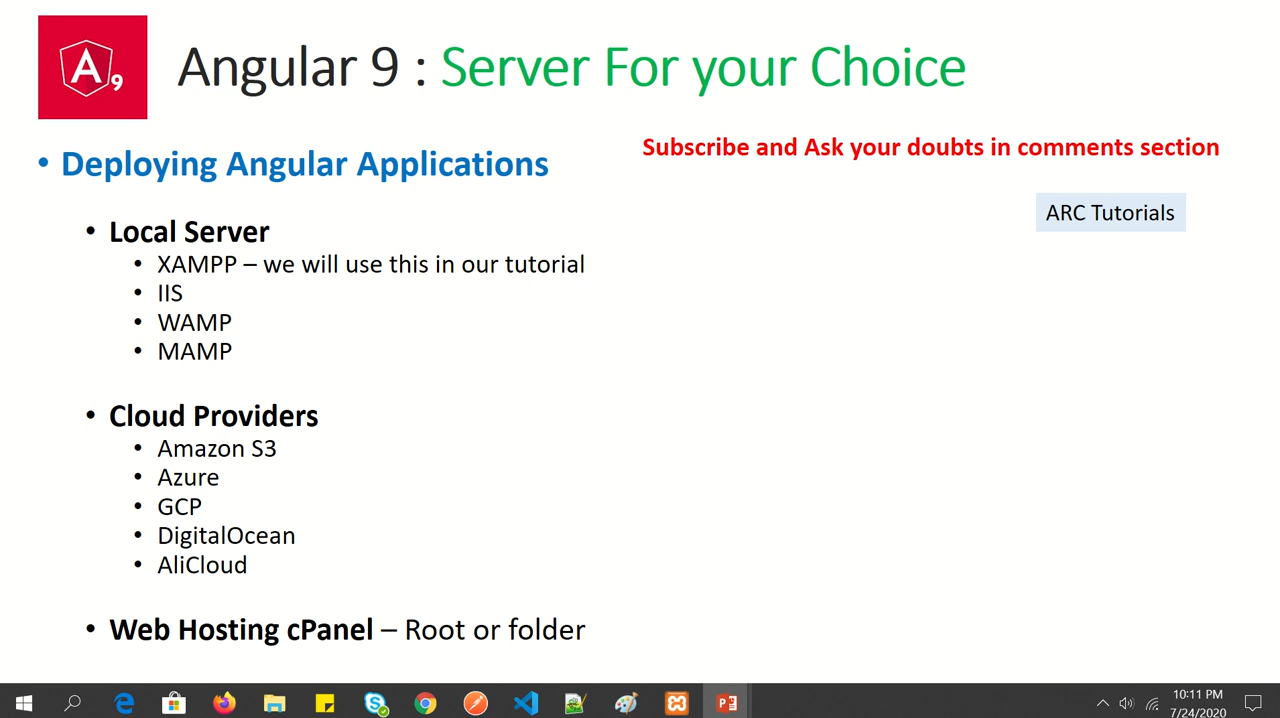 A9
Angular 9 : Server For your Choice
Subscribe and Ask your doubts in comments section
ARC Tutorials
• Deploying Angular Applications
• Local Server
• XAMPP – we will use this in our tutorial
• IIS
• WAMP
• MAMP
• Cloud Providers
• Amazon S3
• Azure
• GCP
• DigitalOcean
• AliCloud
• Web Hosting cPanel – Root or folder
10:11 PM
7/24/2020